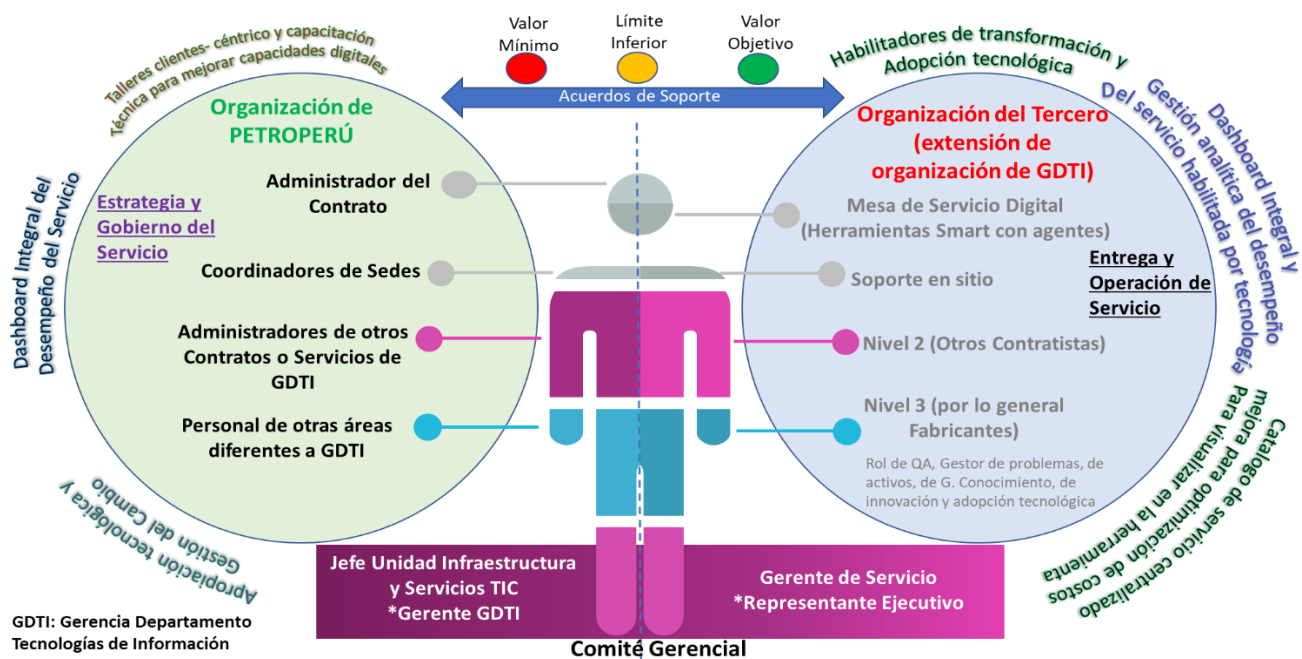 Valor
Mínimo
Límite
Inferior
Valor
Objetivo
Acuerdos de Soporte
Talleres clientes- céntrico y capacitación
Técnica para mejorar capacidades digitales
Organización de
PETROPERÚ
Dashboard Integral del
Desempeño del Servicio
Estrategia y
Gobierno del
Servicio
Administrador del
Contrato
Coordinadores de Sedes
Administradores de otros
Contratos o Servicios de
GDTI
Personal de otras áreas
diferentes a GDTI
Apropiación tecnológica y
Gestión del Cambio
Habilitadores de transformación y
Adopción tecnológica
Organización del Tercero
(extensión de
organización de GDTI)
Mesa de Servicio Digital
(Herramientas Smart con agentes)
Soporte en sitio
Entrega y
Operación de
Servicio
Nivel 2 (Otros Contratistas)
Nivel 3 (por lo general
Fabricantes)
Rol de QA, Gestor de problemas, de
activos, de G. Conocimiento, de
innovación y adopción tecnológica
Dashboard Integral y
Gestión analítica del desempeño
Del servicio habilitada por tecnología
Catalogo de servicio centralizado
mejora para optimización de costos
Para visualizar en la herramienta
Jefe Unidad Infraestructura
y Servicios TIC
*Gerente GDTI
Gerente de Servicio
*Representante Ejecutivo
Comité Gerencial
GDTI: Gerencia Departamento
Tecnologías de Información